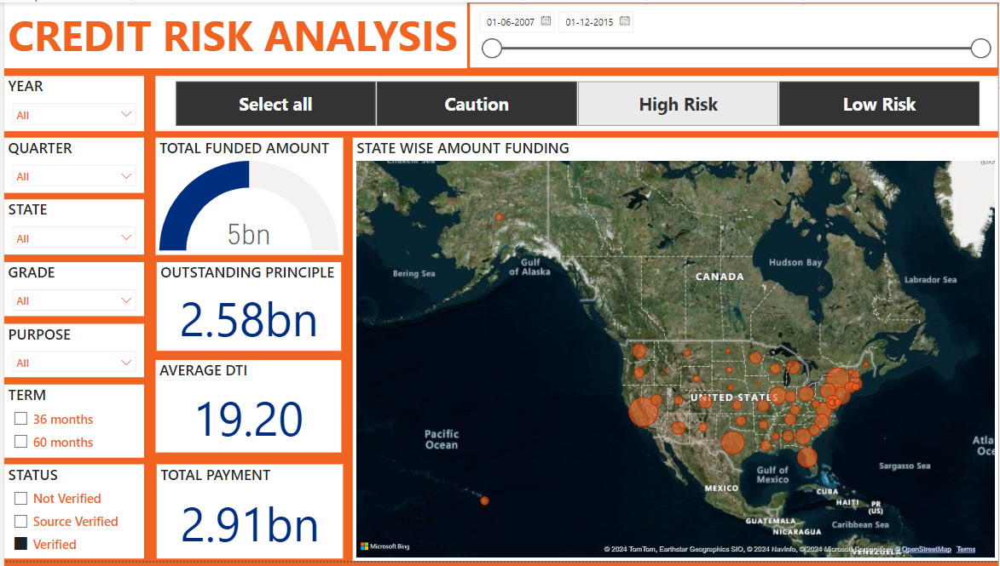 CREDIT RISK ANALYSIS
01-06-2007
01-12-2015
YEAR
All
Select all
Caution
High Risk
Low Risk
QUARTER
All
STATE
All
GRADE
All
PURPOSE
All
TERM
36 months
60 months
STATUS
Not Verified
Source Verified
Verified
TOTAL FUNDED AMOUNT
5bn
OUTSTANDING PRINCIPLE
2.58bn
AVERAGE DTI
19.20
TOTAL PAYMENT
2.91bn
STATE WISE AMOUNT FUNDING
Chukchi Sea
Bering Sea
Gulf
of Alaska
CANADA
Hudson Bay
Labrador Sea
UNITED STATES
Pacific
Ocean
Gulf of
Mexico
MEXICO
Sargasso Sea
CUBA
HAITI
PR
(US)
GUATEMALA
NICARAGUA
Caribbean Sea
VENEZUELA
Microsoft Bing
© 2024 TomTom, Earthstar Geographics SIO, © 2024 NavInfo, © 2024 Microsoft Corporation, © OpenStreetMap Terms